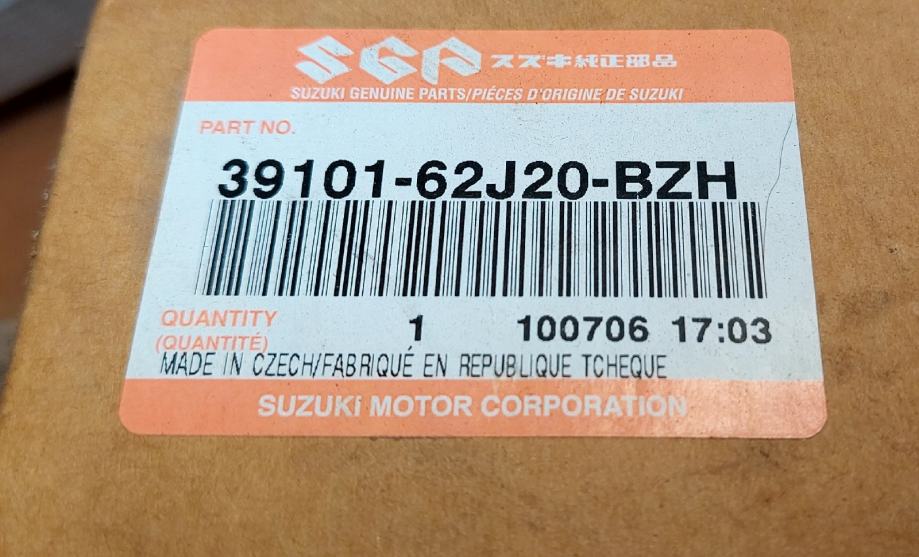 SGP スズキ純正部品
SUZUKI GENUINE PARTS/PIÉCES D'ORIGINE DE SUZUKI
PART NO.
39101-62J20-BZH
QUANTITY 1 100706 17:03
(QUANTITÉ)
MADE IN CZECH/FABRIQUÉ EN REPUBLIQUE TCHEQUE
SUZUKI MOTOR CORPORATION